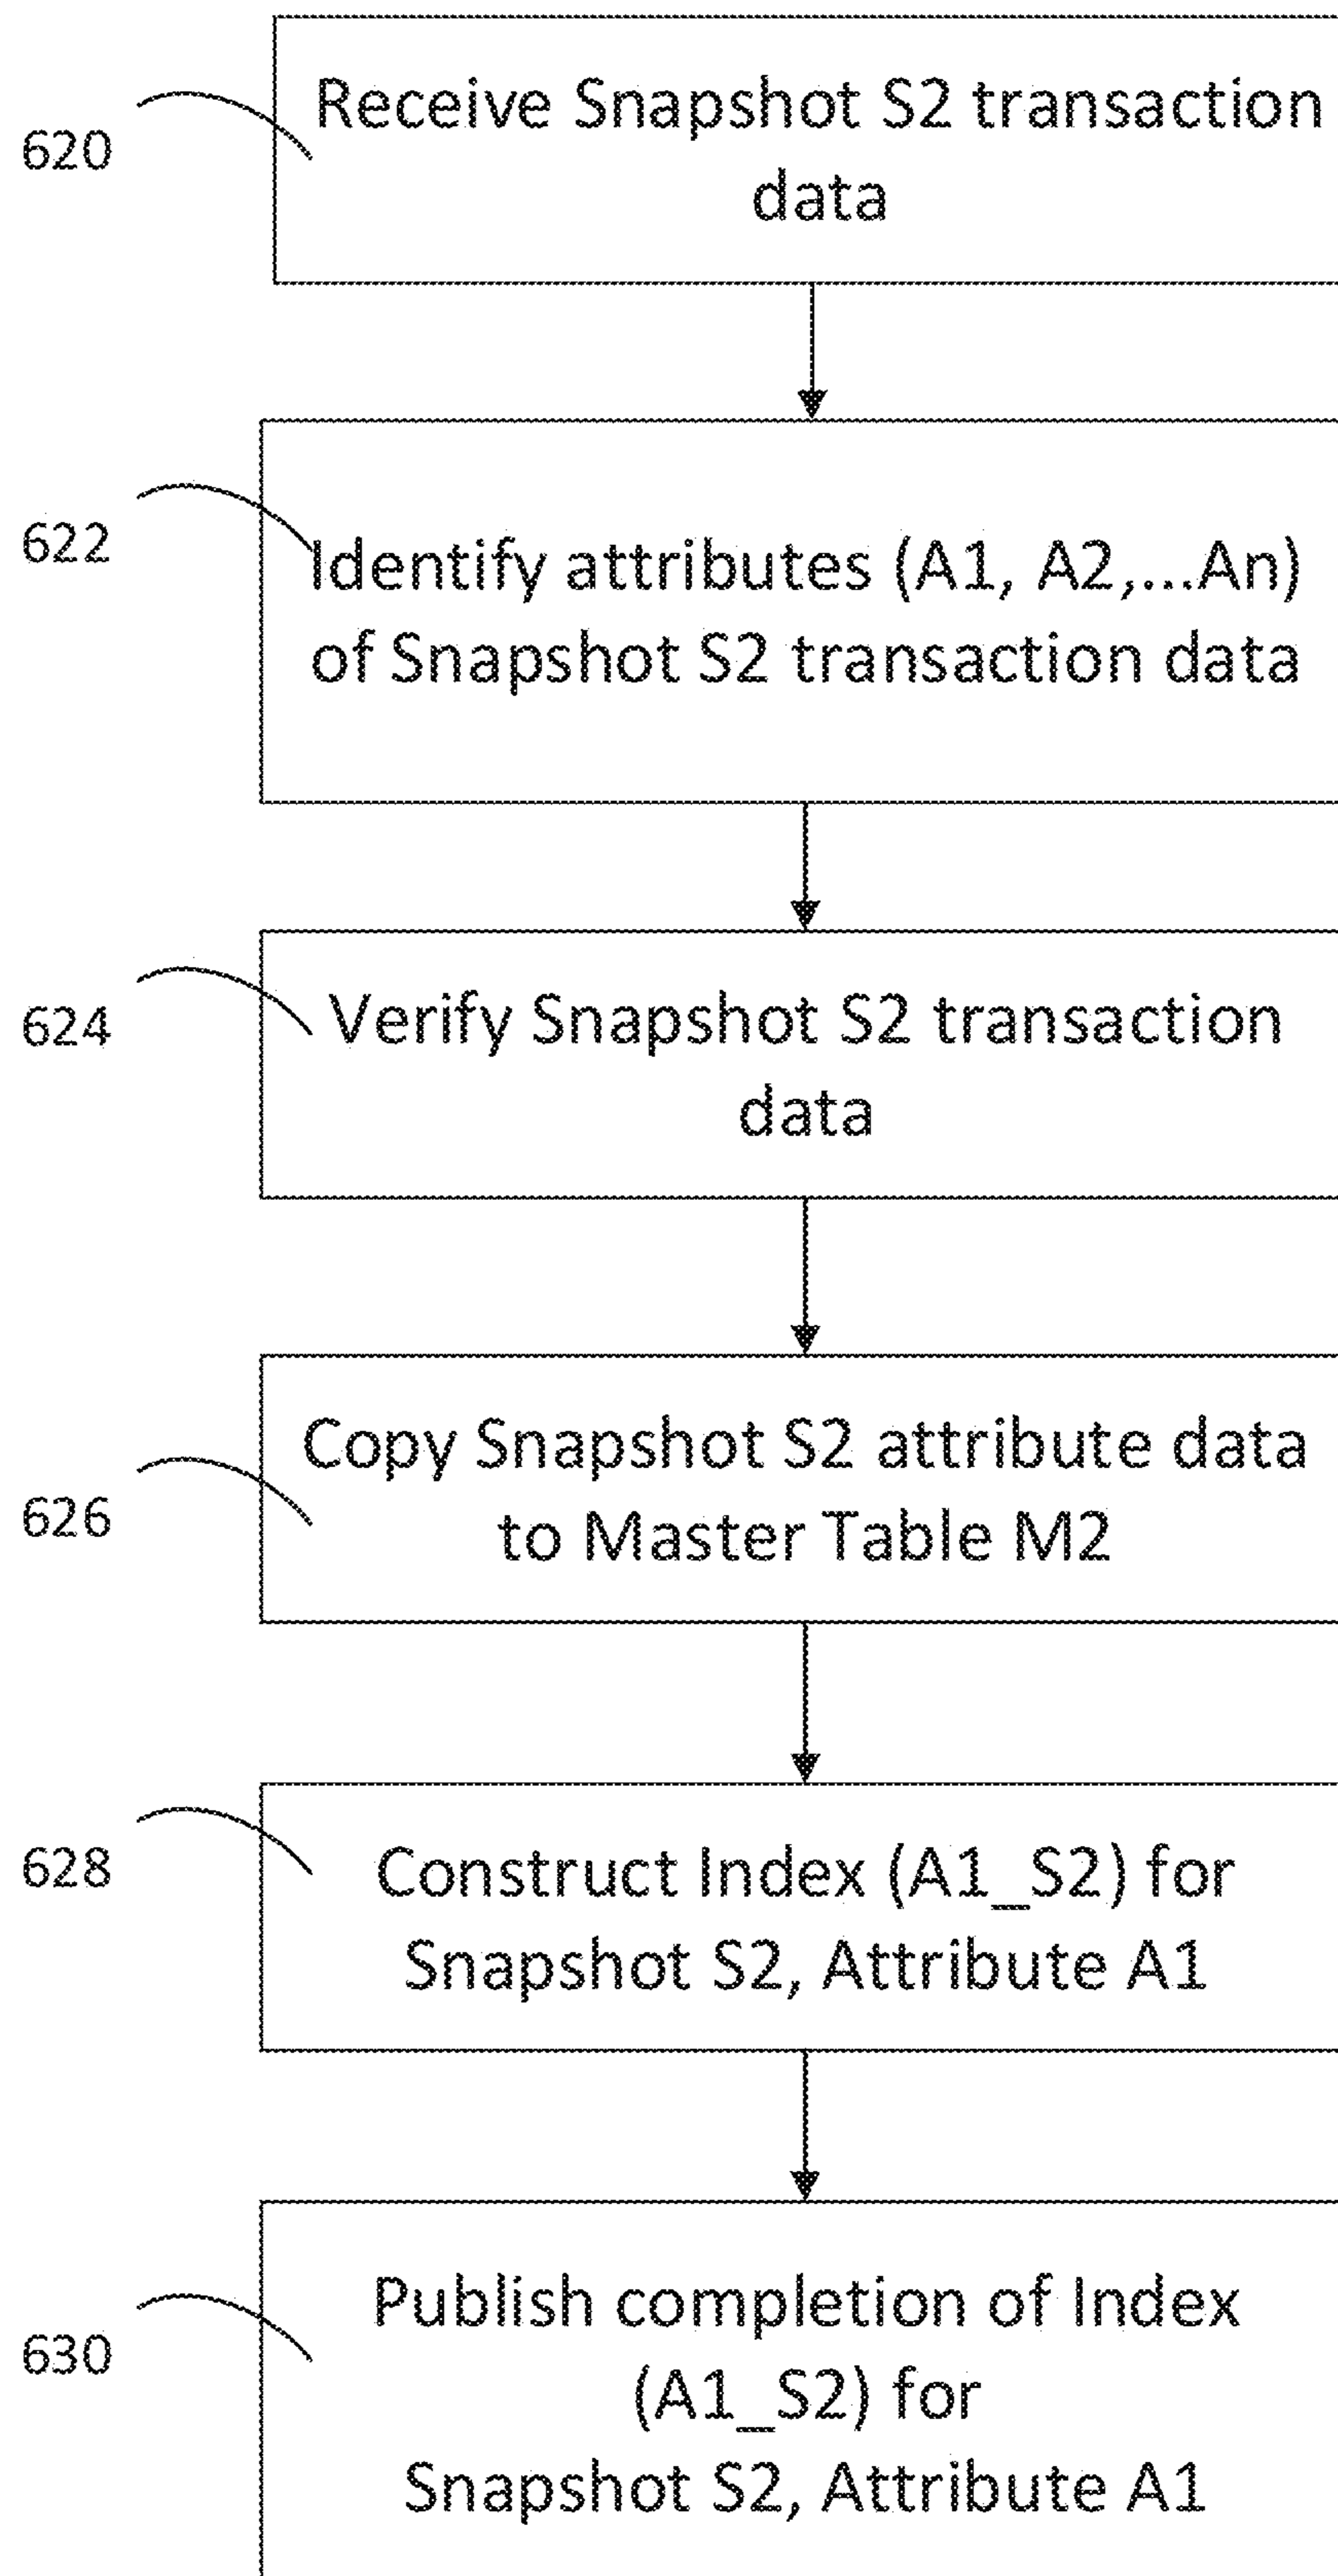 Receive Snapshot S2 transaction
data
620
622
Identify attributes (A1, A2,...An)
of Snapshot S2 transaction data
624
Verify Snapshot S2 transaction
data
626
Copy Snapshot S2 attribute data
to Master Table M2
628
Construct Index (A1_S2) for
Snapshot S2, Attribute A1
630
Publish completion of Index
(A1_S2) for
Snapshot S2, Attribute A1